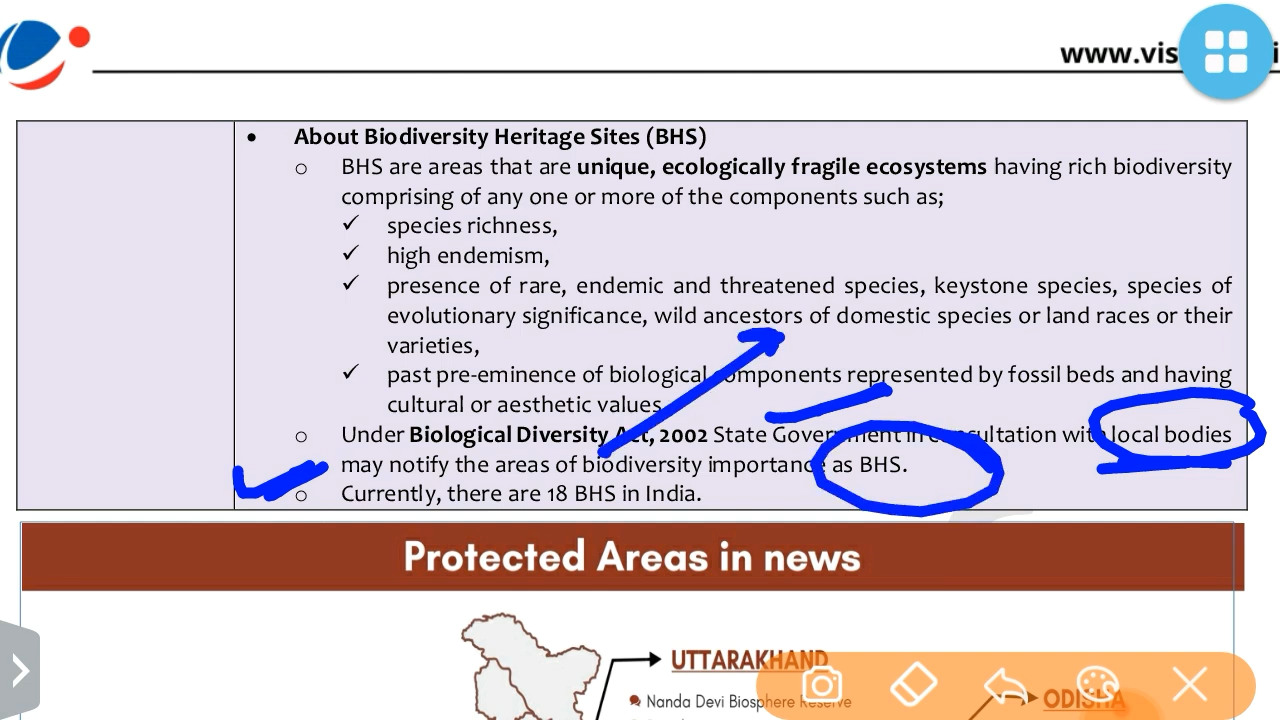 www.vis
About Biodiversity Heritage Sites (BHS)
BHS are areas that are unique, ecologically fragile ecosystems having rich biodiversity
comprising of any one or more of the components such as;
species richness,
high endemism,
presence of rare, endemic and threatened species, keystone species, species of
evolutionary significance, wild ancestors of domestic species or land races or their
varieties,
past pre-eminence of biological components represented by fossil beds and having
cultural or aesthetic values
Under Biological Diversity Act, 2002 State Government in consultation with local bodies
may notify the areas of biodiversity importance as BHS.
Currently, there are 18 BHS in India.
Protected Areas in news
UTTARAKHAND
Nanda Devi Biosphere Reserve
ODISHA